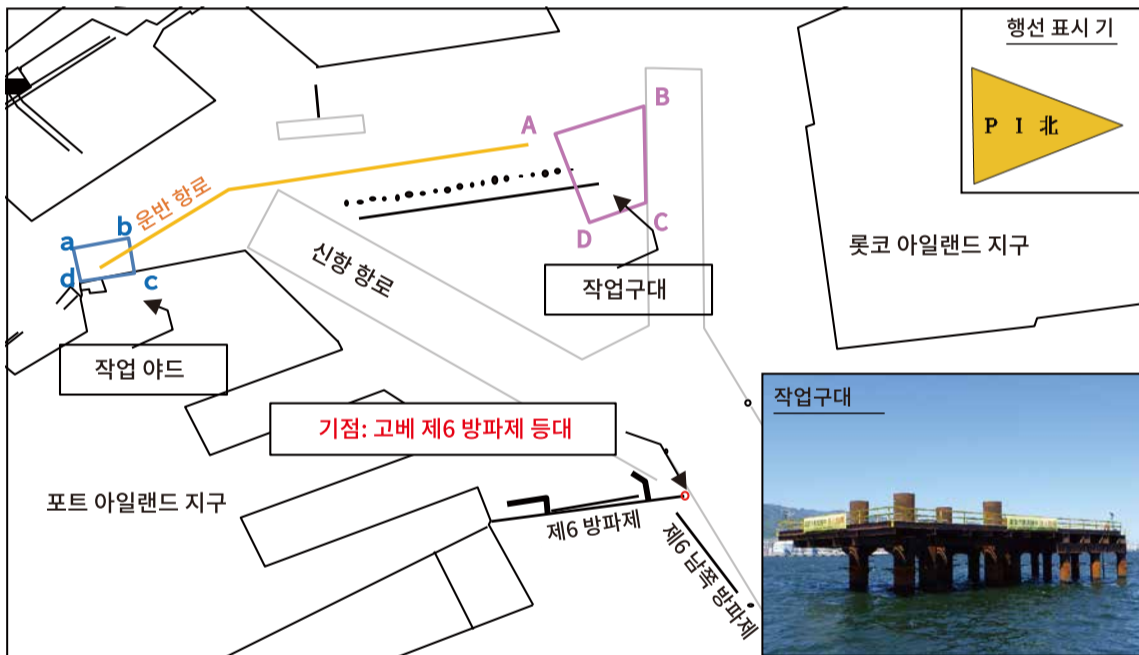 행선 표시 기
P I 北
A
B
C
D
운반 항로
a
b
c
d
신항 항로
롯코 아일랜드 지구
작업구대
작업 야드
작업구대
기점: 고베 제6 방파제 등대
포트 아일랜드 지구
제6 방파제
제6 남쪽 방파제